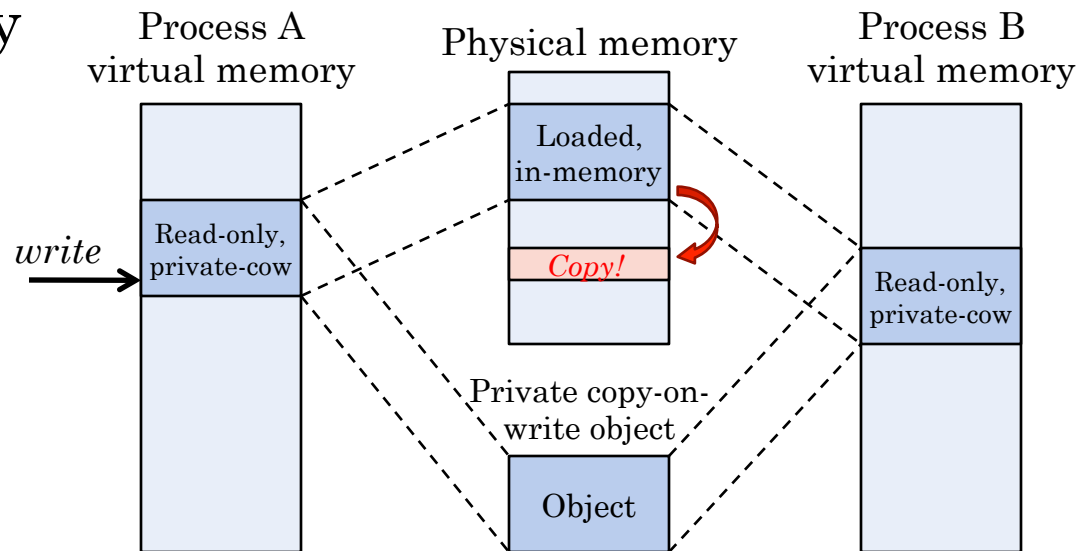 y
Process A
virtual memory
Physical memory
Process B
virtual memory
Loaded,
in-memory
Read-only,
private-cow
write
Copy!
Read-only,
private-cow
Private copy-on-
write object
Object